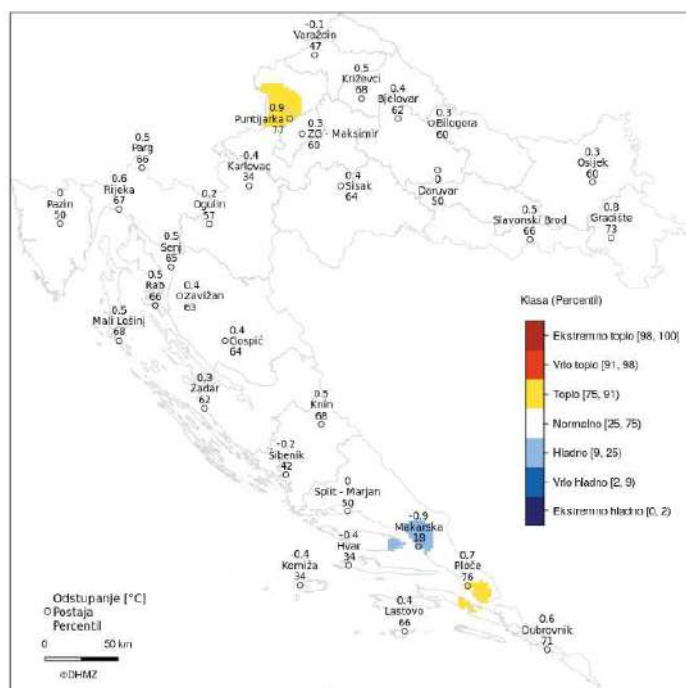 -0.1
Varaždin
47
0.5
Križevci
68
0.4
Bjelovar
62
0.9
Puntijarka
77
0.3
ZG - Maksimir
60
0.3
Bilogora
60
0.5
Parg
66
-0.4
Karlovac
34
0.4
Sisak
64
0
Daruvar
50
0.3
Osijek
60
0
Pazin
50
0.6
Rijeka
67
0.2
Ogulin
57
0.5
Slavonski Brod
66
0.8
Gradište
73
0.5
Senj
65
0.5
Rab
66
0.4
Zavižan
63
0.5
Mali Lošinj
68
0.4
Gospić
64
0.3
Zadar
62
0.5
Knin
68
-0.2
Šibenik
42
0
Split - Marjan
50
-0.9
Makarska
18
-0.4
Hvar
34
-0.4
Komiža
34
0.7
Ploče
76
0.4
Lastovo
66
0.6
Dubrovnik
71
Klasa (Percentil)
Ekstremno toplo [98, 100]
Vrlo toplo [91, 98)
Toplo [75, 91)
Normalno [25, 75)
Hladno [9, 25)
Vrlo hladno [2, 9)
Ekstremno hladno [0, 2)
Odstupanje [°C]
Postaja
Percentil
0 50 km
©DHMZ